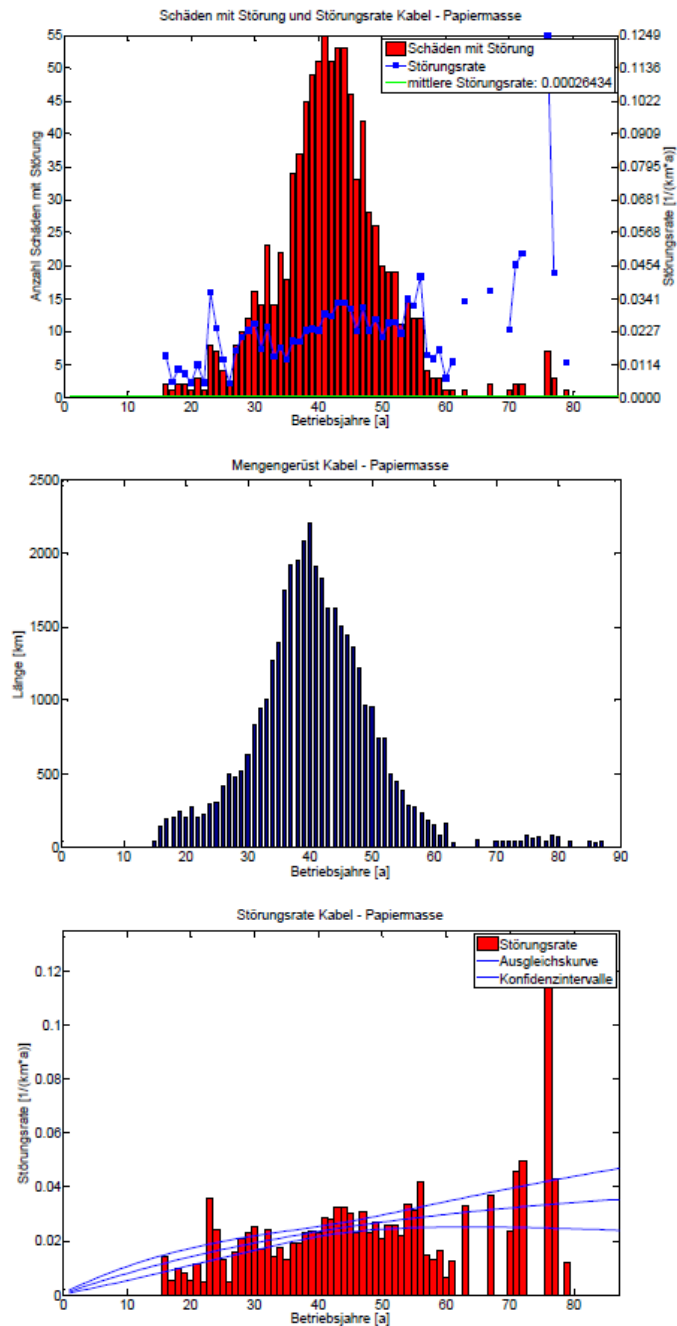 Schäden mit Störung und Störungsrate Kabel - Papiermasse
Anzahl Schäden mit Störung
55
50
45
40
35
30
25
20
15
10
5
0
Schäden mit Störung
Störungsrate
mittlere Störungsrate: 0.00026434
0.1249
0.1136
0.1022
0.0909
0.0795
0.0681
0.0568
0.0454
0.0341
0.0227
0.0114
0.0000
Störungsrate [1/(km*a)]
0 10 20 30 40 50 60 70 80
Betriebsjahre [a]
Mengengerüst Kabel - Papiermasse
Länge [km]
2500
2000
1500
1000
500
0
0 10 20 30 40 50 60 70 80 90
Betriebsjahre [a]
Störungsrate Kabel - Papiermasse
Störungsrate [1/(km*a)]
0.12
0.1
0.08
0.06
0.04
0.02
0
Störungsrate
Ausgleichskurve
Konfidenzintervalle
0 10 20 30 40 50 60 70 80
Betriebsjahre [a]